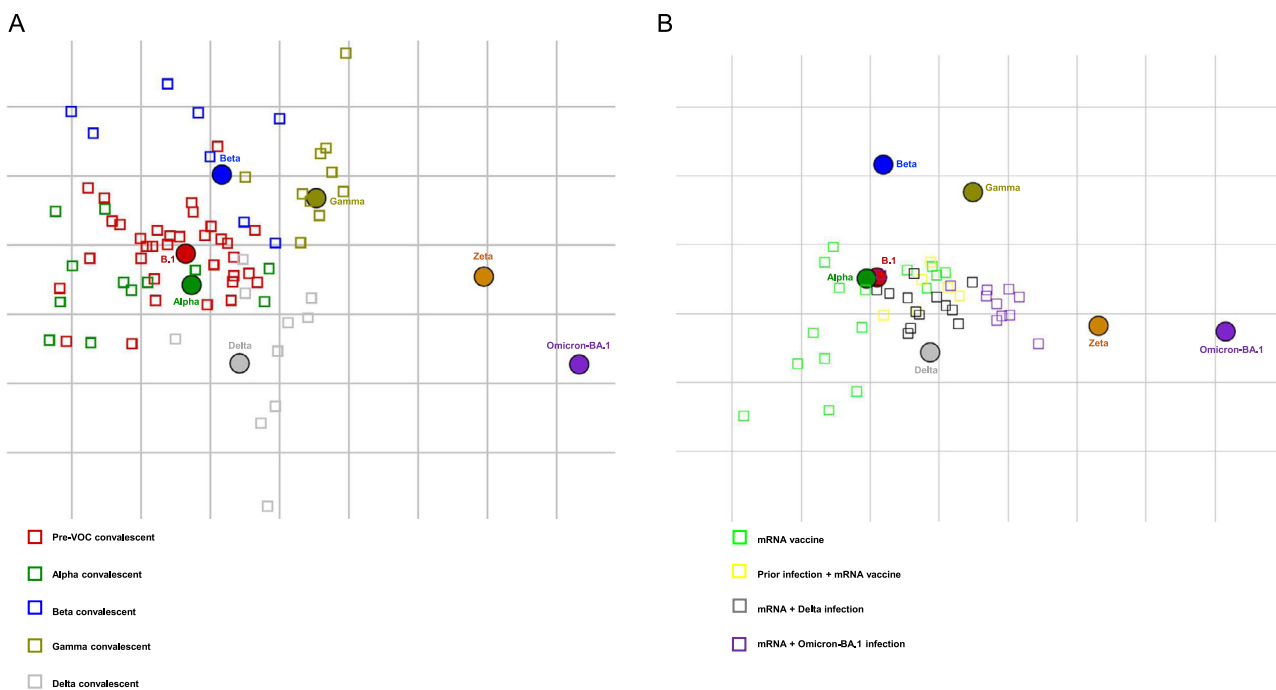 A
B
Beta
Gamma
B.1
Alpha
Zeta
Delta
Omicron-BA.1
Beta
Gamma
B.1
Alpha
Zeta
Omicron-BA.1
Delta
Pre-VOC convalescent
Alpha convalescent
Beta convalescent
Gamma convalescent
Delta convalescent
mRNA vaccine
Prior infection + mRNA vaccine
mRNA + Delta infection
mRNA + Omicron-BA.1 infection